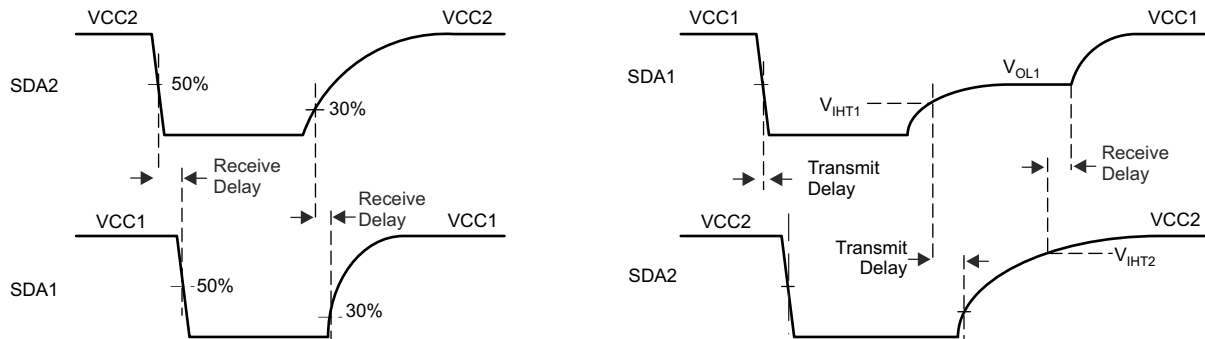 VCC2
VCC2
SDA2
50%
30%
Receive
Delay
Receive
Delay
VCC1
VCC1
SDA1
50%
30%
VCC1
VCC1
SDA1
VOL1
VIHT1
Transmit
Delay
Receive
Delay
VCC2
VCC2
Transmit
Delay
VIHT2
SDA2